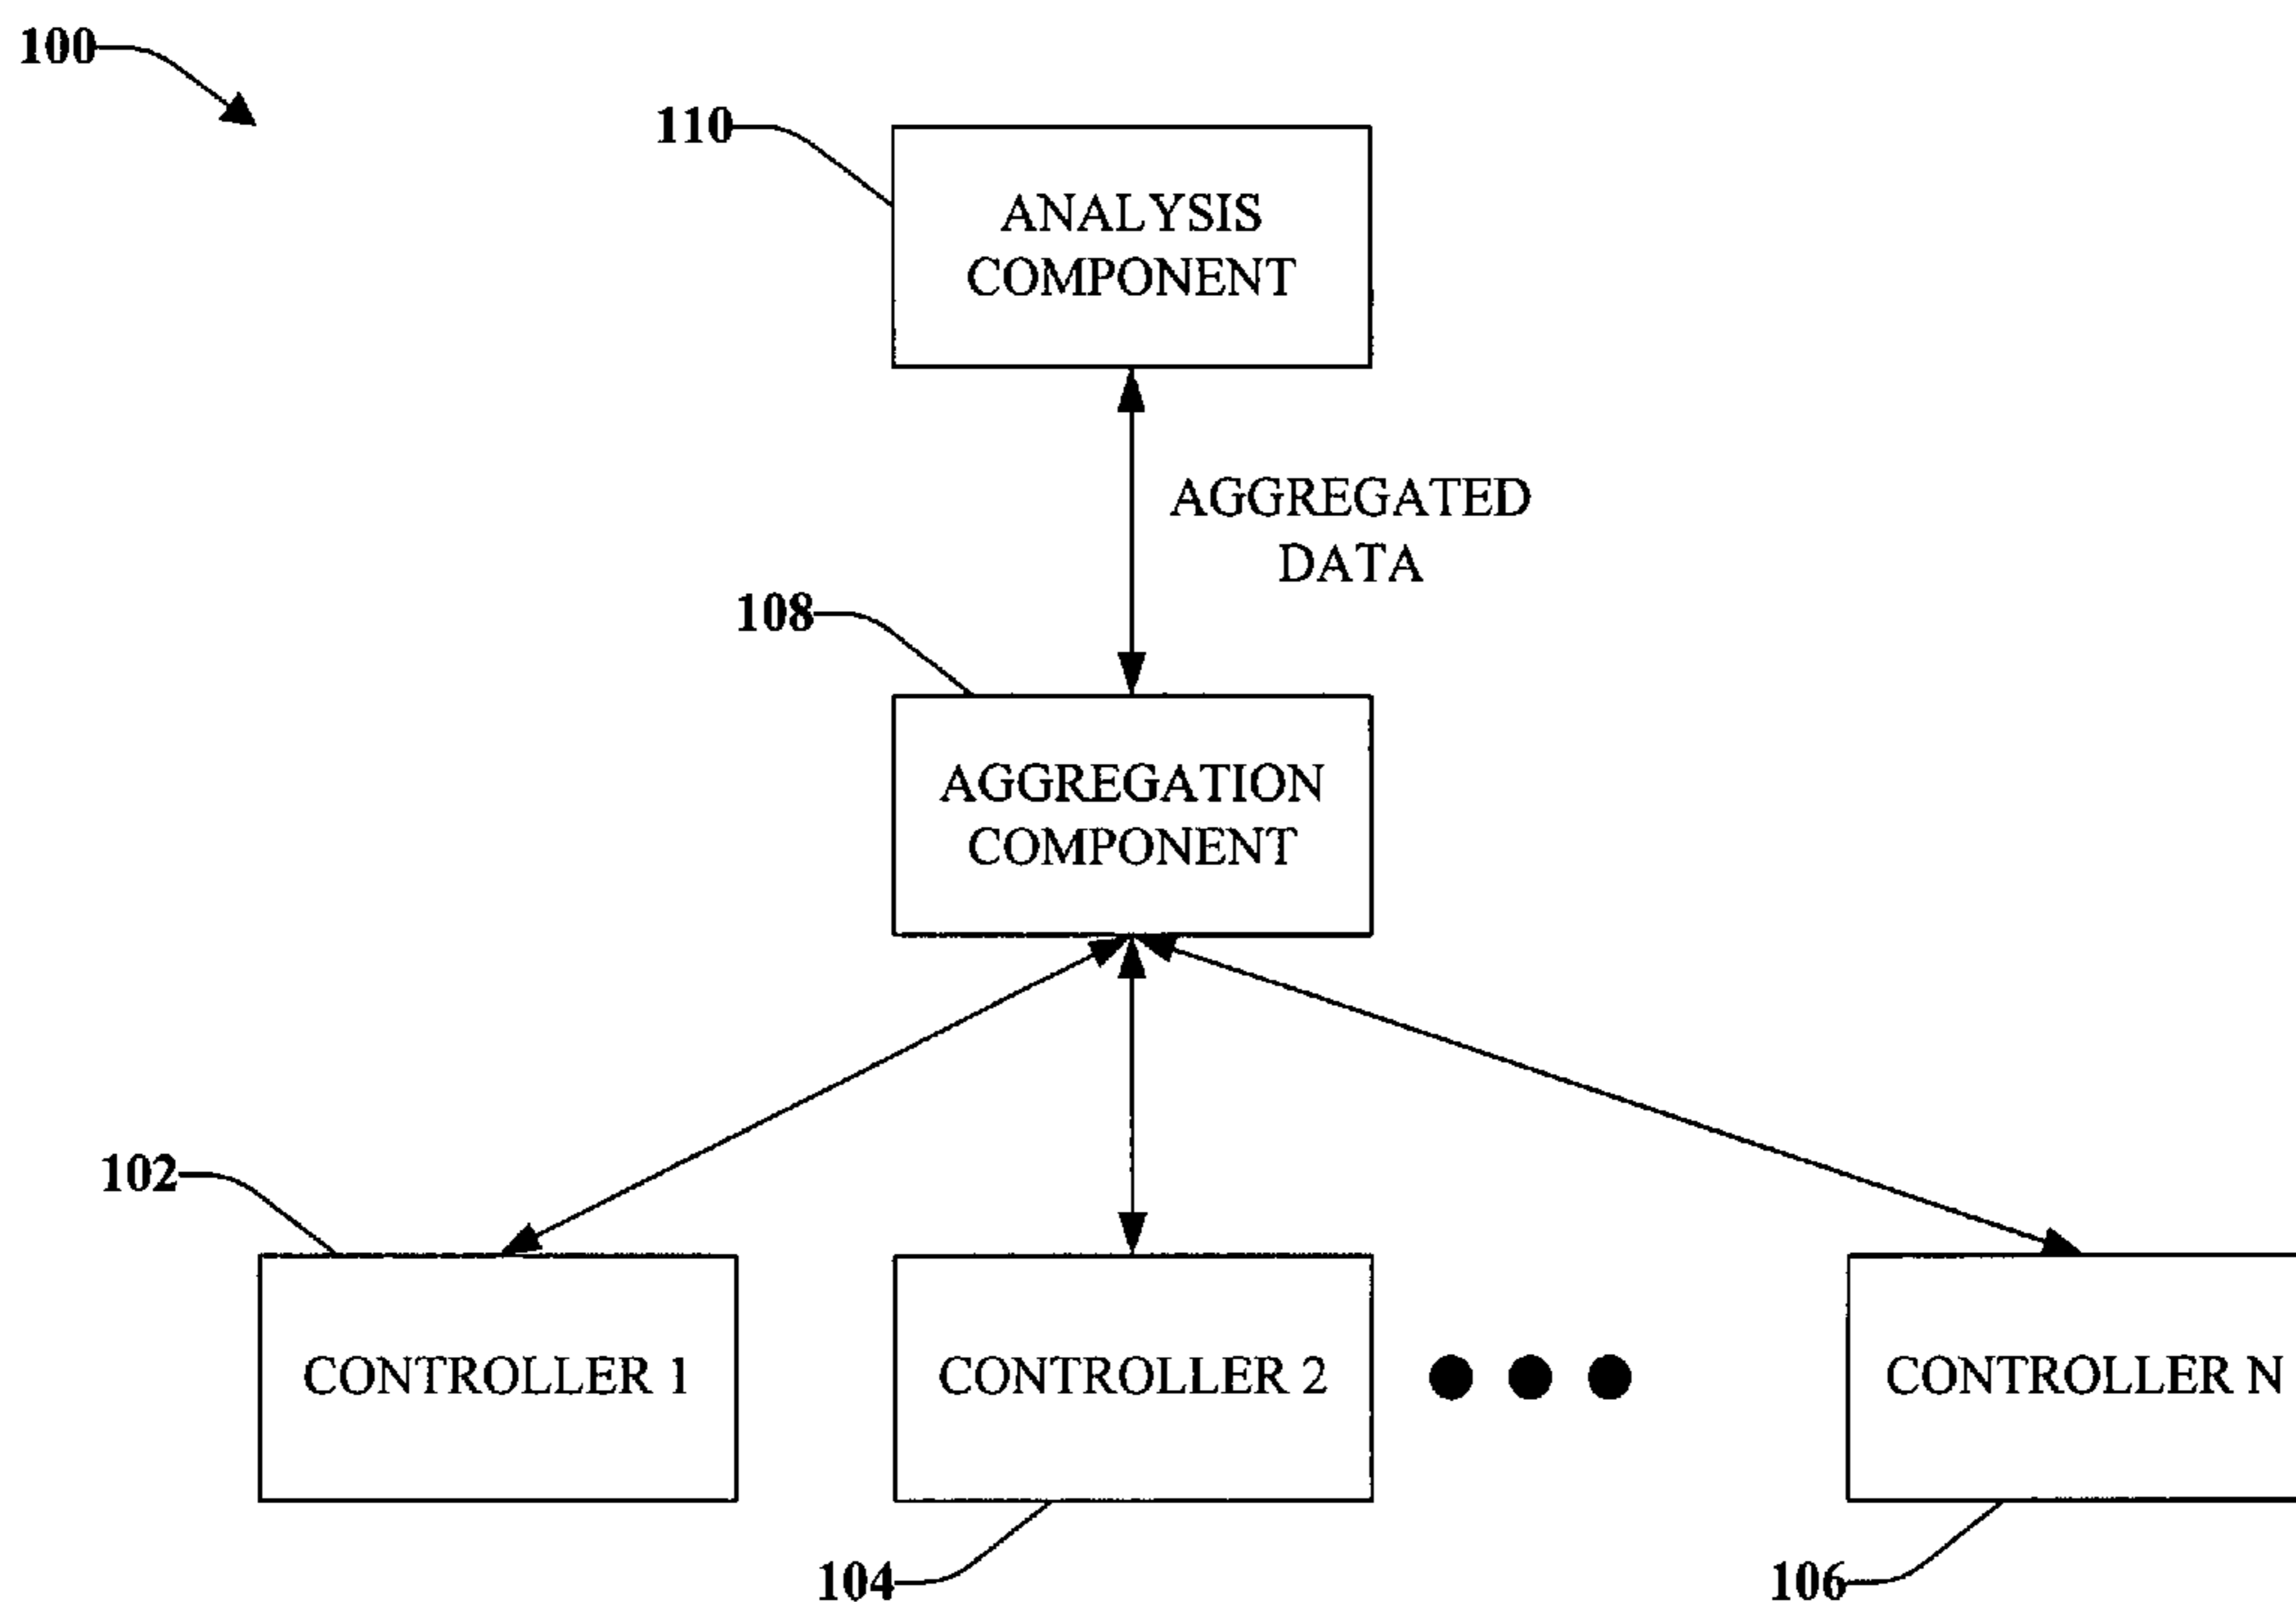 100
110
ANALYSIS
COMPONENT
AGGREGATED
DATA
108
AGGREGATION
COMPONENT
102
CONTROLLER 1
CONTROLLER 2
CONTROLLER N
104
106